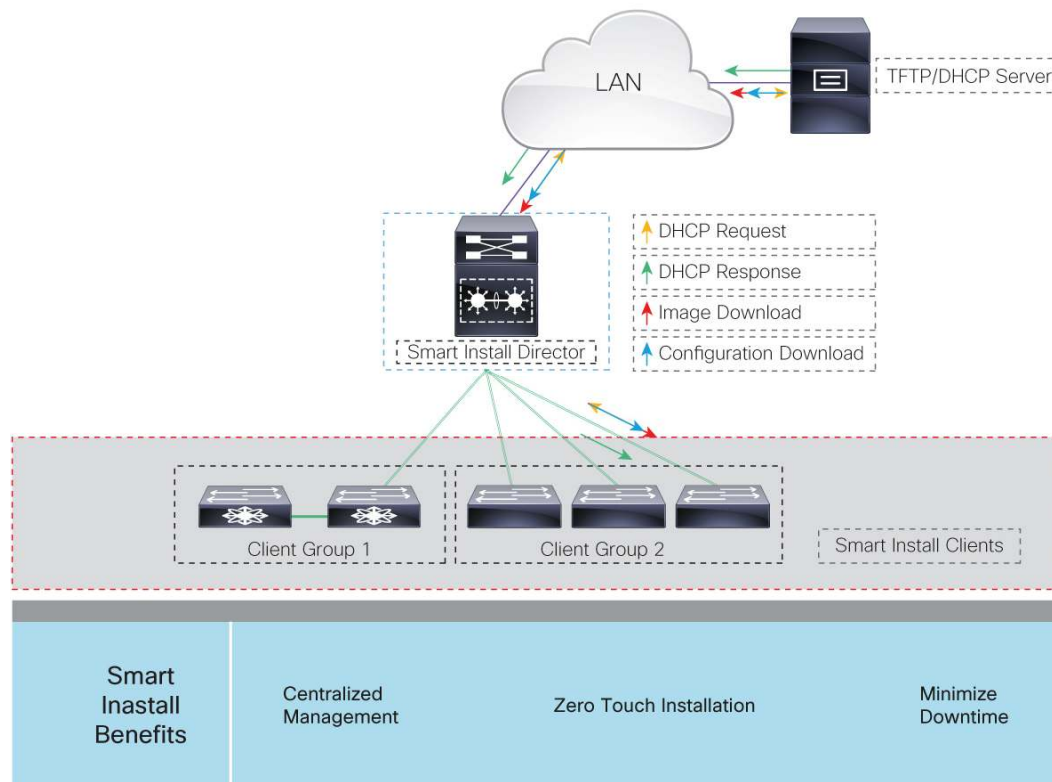 LAN
TFTP/DHCP Server
DHCP Request
DHCP Response
Image Download
Configuration Download
Smart Install Director
Client Group 1
Client Group 2
Smart Install Clients
Smart
Inastall
Benefits
Centralized
Management
Zero Touch Installation
Minimize
Downtime